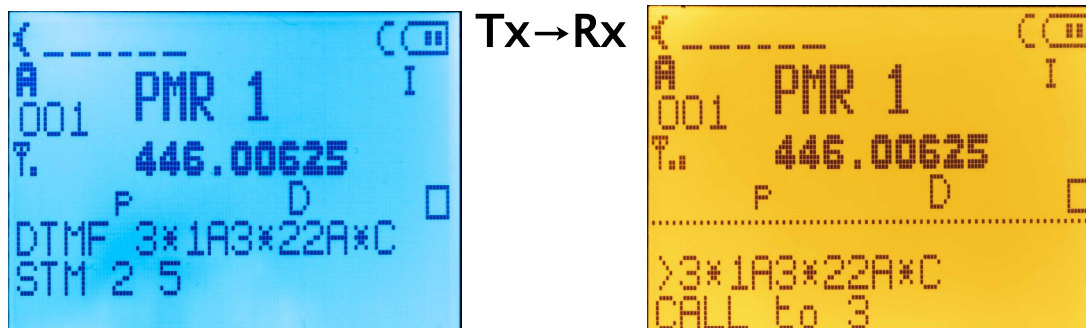 Tx→Rx
A
PMR 1
I
001
446.00625
P D
DTMF 3*1A3*22A*C
STM 2 5
A
PMR 1
I
001
446.00625
P D
>3*1A3*22A*C
CALL to 3